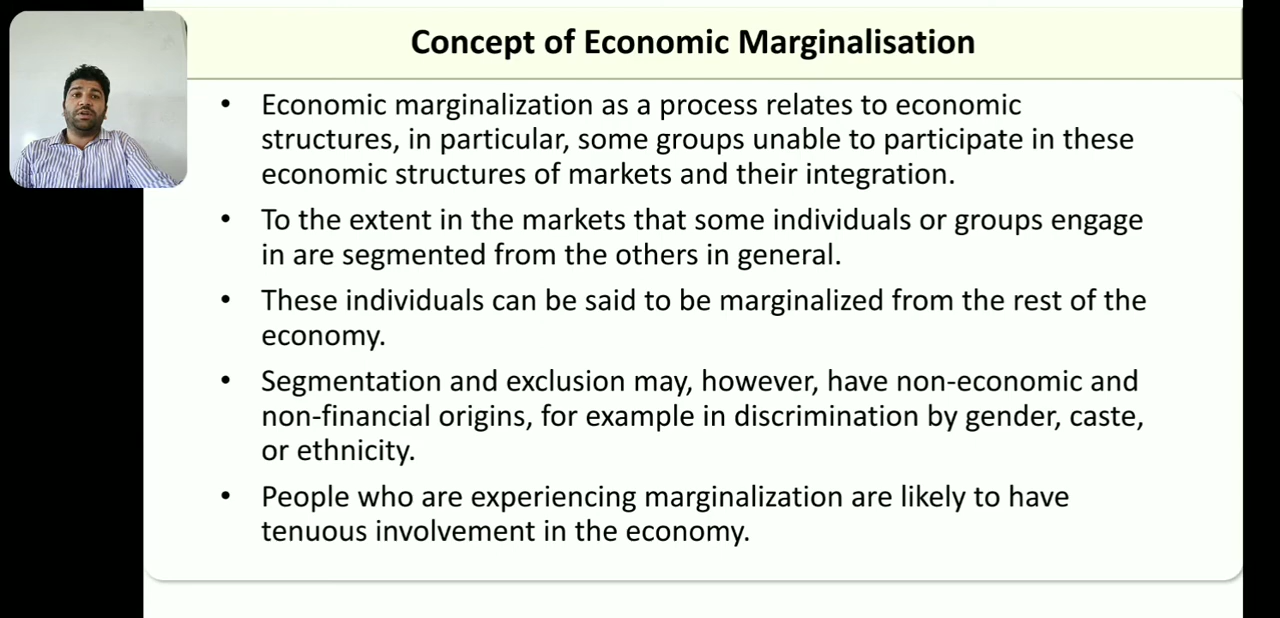 Concept of Economic Marginalisation
• Economic marginalization as a process relates to economic
structures, in particular, some groups unable to participate in these
economic structures of markets and their integration.
• To the extent in the markets that some individuals or groups engage
in are segmented from the others in general.
• These individuals can be said to be marginalized from the rest of the
economy.
• Segmentation and exclusion may, however, have non-economic and
non-financial origins, for example in discrimination by gender, caste,
or ethnicity.
• People who are experiencing marginalization are likely to have
tenuous involvement in the economy.